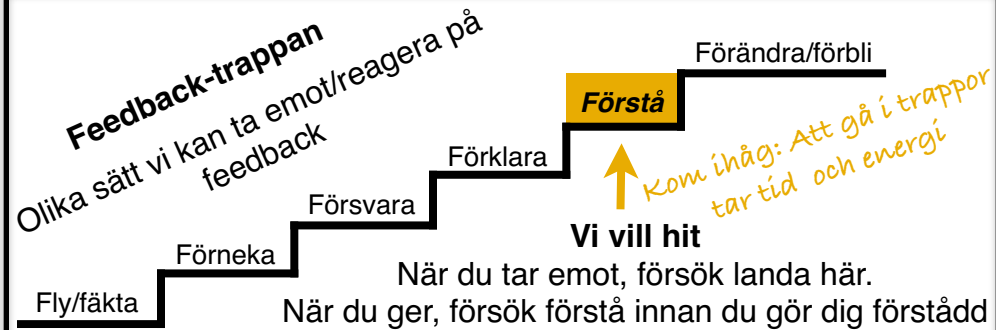 Feedback-trappan
Olika sätt vi kan ta emot/reagera på
feedback
Förändra/förbli
Förstå
Kom ihåg: Att gå i trappor
tar tid och energi
Förklara
Försvara
Förneka
Fly/fäkta
Vi vill hit
När du tar emot, försök landa här.
När du ger, försök förstå innan du gör dig förstådd